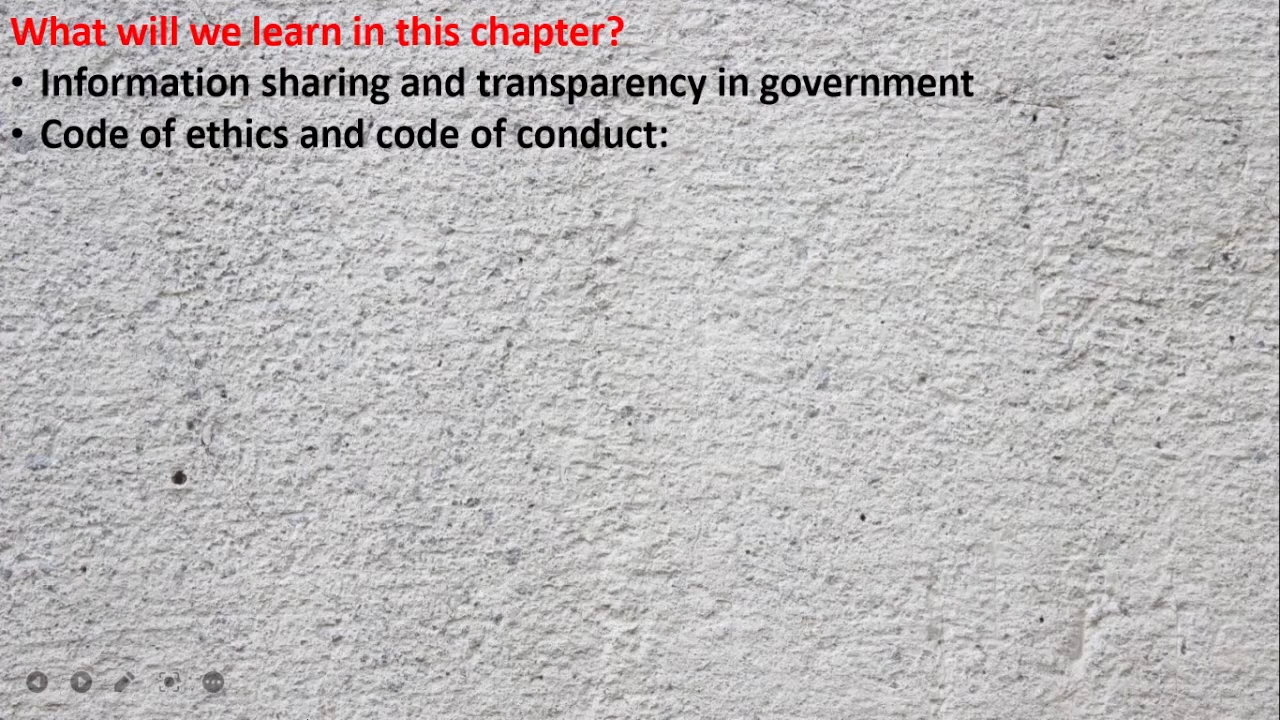 What will we learn in this chapter?
• Information sharing and transparency in government
• Code of ethics and code of conduct: